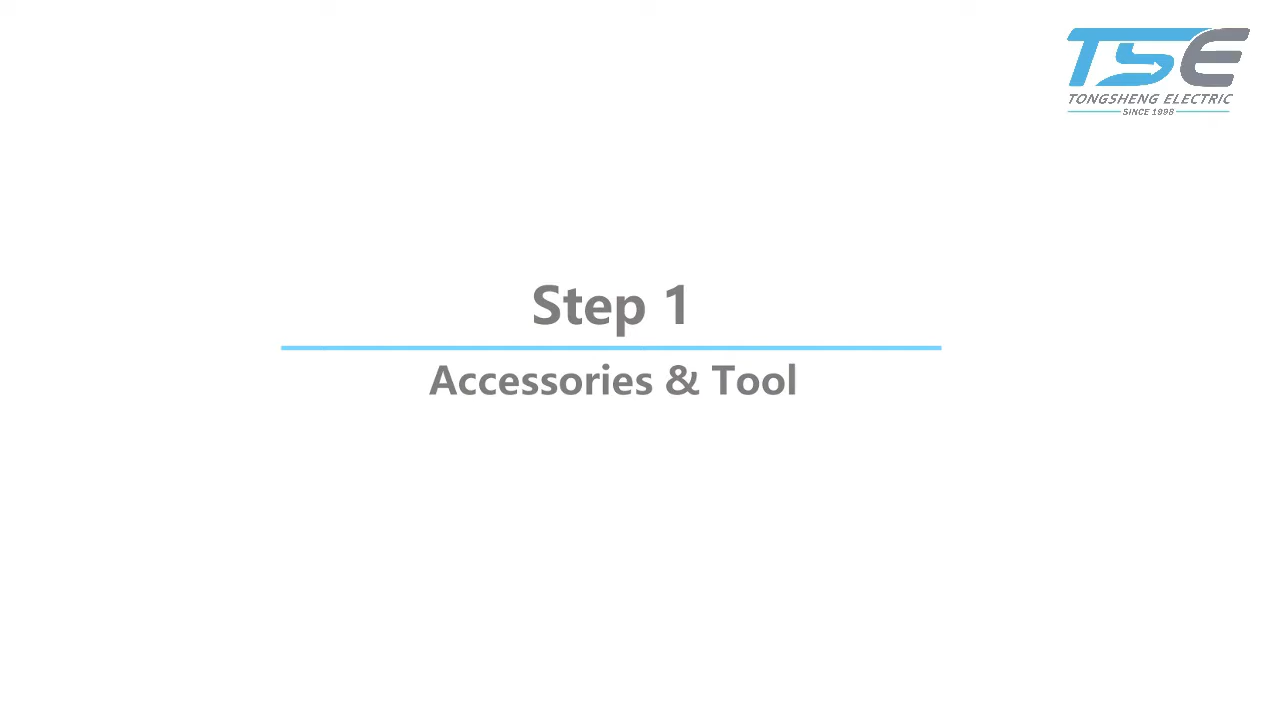 TSE
TONGSHENG ELECTRIC
SINCE 1998
Step 1
Accessories & Tool